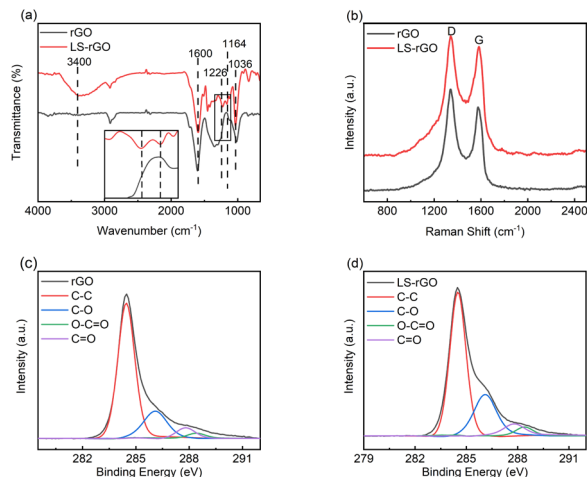 (a)
rGO
LS-rGO
3400
1600
1226
1164
1036
Transmittance (%)
4000 3000 2000 1000
Wavenumber (cm⁻¹)
(b)
D
G
rGO
LS-rGO
Intensity (a.u.)
800 1200 1600 2000 2400
Raman Shift (cm⁻¹)
(c)
rGO
C-C
C-O
O-C=O
C=O
Intensity (a.u.)
282 285 288 291
Binding Energy (eV)
(d)
LS-rGO
C-C
C-O
O-C=O
C=O
Intensity (a.u.)
279 282 285 288 291
Binding Energy (eV)